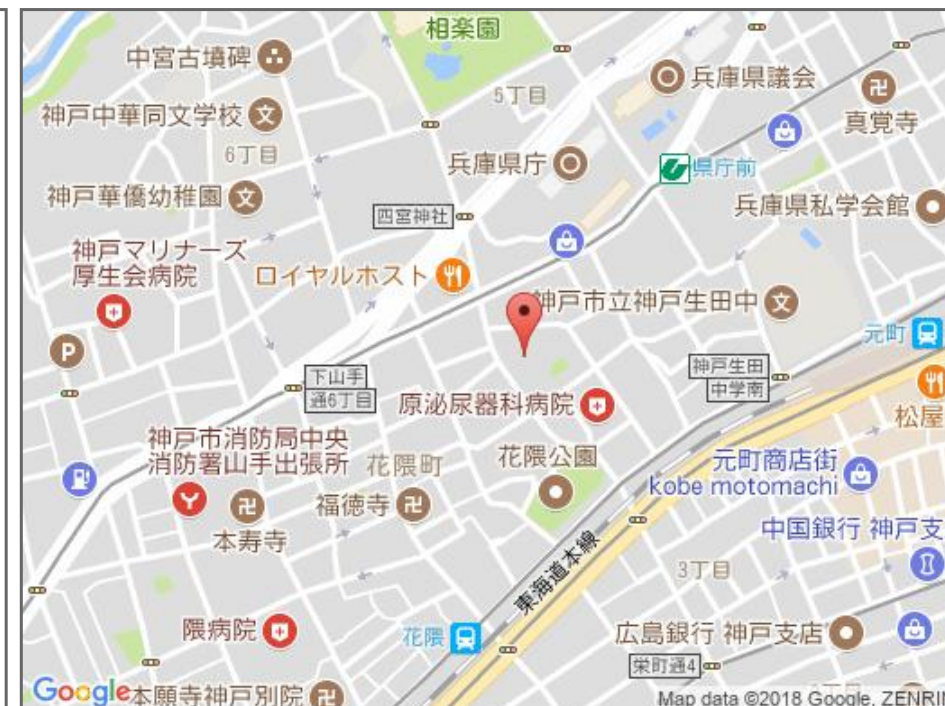 相楽園
中宮古墳碑
5丁目
兵庫県議会
真覚寺
神戸中華同文学校
文
6丁目
兵庫県庁
県庁前
神戸華僑幼稚園
文
四宮神社
兵庫県私学会館
神戸マリナーズ
厚生会病院
ロイヤルホスト
神戸市立神戸生田中
文
元町
P
下山手
通6丁目
神戸生田
中学南
原泌尿器科病院
松屋
神戸市消防局中央
消防署山手出張所
花隈町
花隈公園
元町商店街
kobe motomachi
福徳寺
本寿寺
中国銀行 神戸支
東海道本線
3丁目
隈病院
花隈
広島銀行 神戸支店
栄町通4
Google
本願寺神戸別院
Map data ©2018 Google, ZENRIN